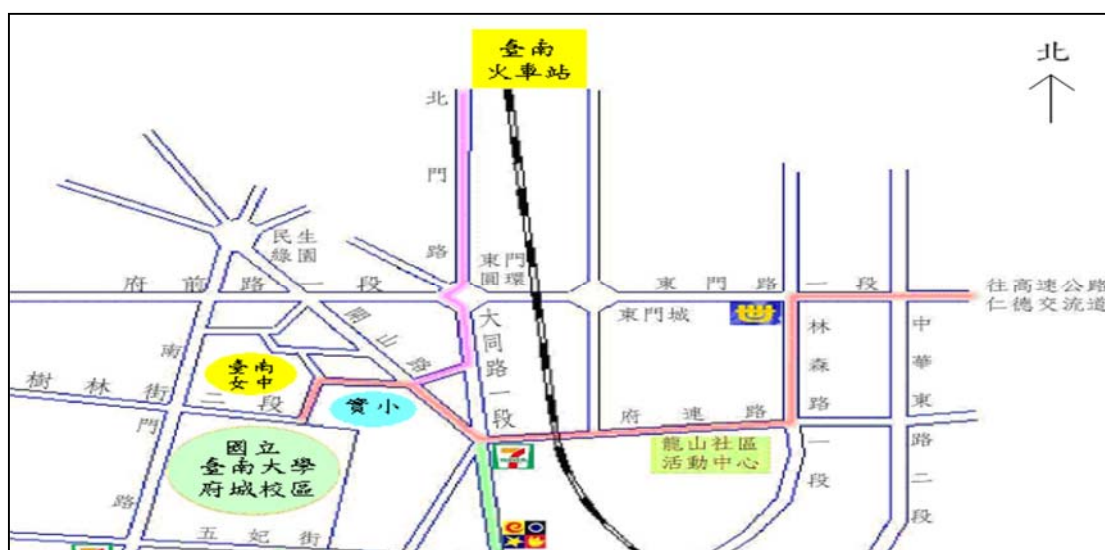 臺南
火車站
北
北門路
民生
綠園
東門
圓環
府前路一段
東門路一段
往高速公路
仁德交流道
東門城
開山路
大同路一段
林森路一段
中華東路二段
南門路
臺南
女中
樹林街二段
實小
府連路
龍山社區
活動中心
國立
臺南大學
府城校區
五妃街
7